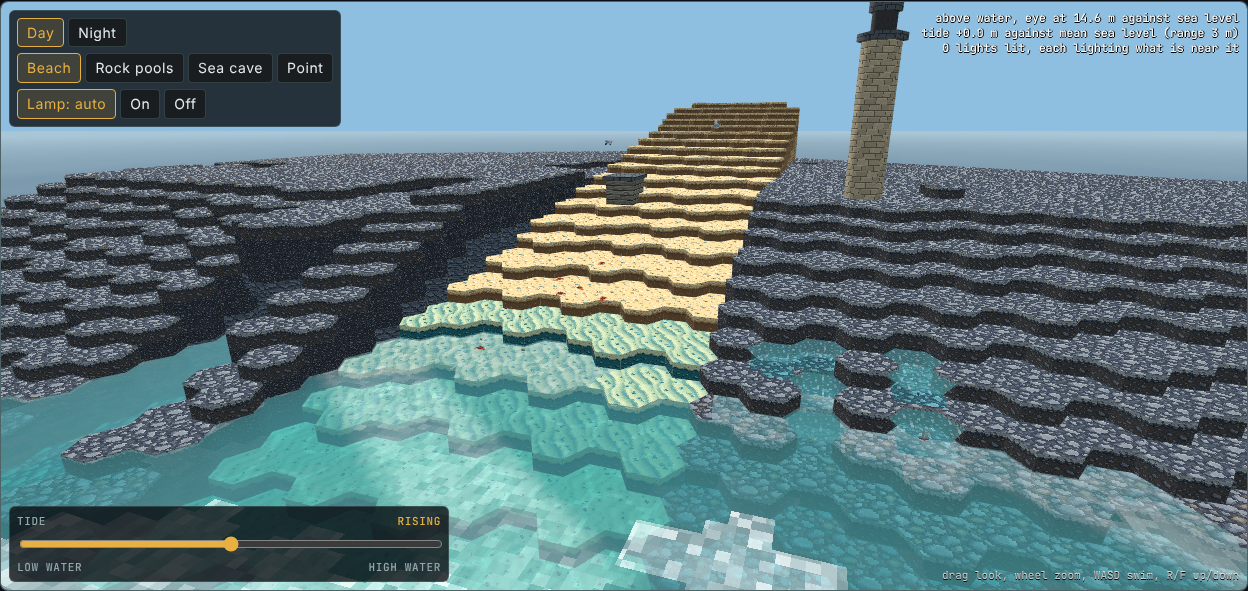 Day Night
Beach Rock pools Sea cave Point
Lamp: auto On Off
above water, eye at 14.6 m against sea level
tide +0.0 m against mean sea level (range 3 m)
0 lights lit, each lighting what is near it
TIDE RISING
LOW WATER HIGH WATER
drag look, wheel zoom, WASD swim, R/F up/down